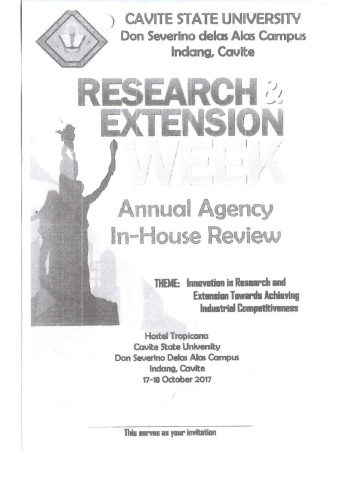 CAVITE STATE UNIVERSITY
Don Severino delas Alas Campus
Indang, Cavite
RESEARCH &
EXTENSION
WEEK
Annual Agency
In-House Review
THEME: Innovation in Research and
Extension Towards Achieving
Industrial Competitiveness
Hostel Tropicana
Cavite State University
Don Severino Delas Alas Campus
Indang, Cavite
17-18 October 2017
This serves as your invitation